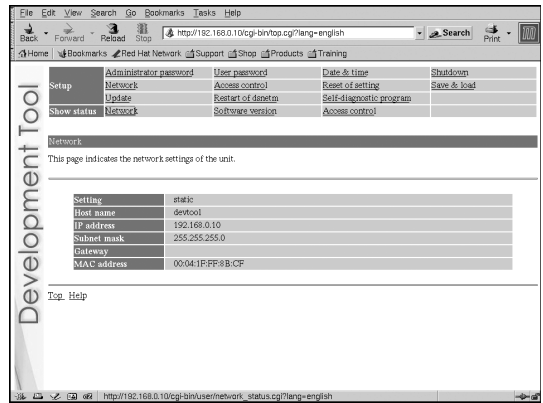 File Edit View Search Go Bookmarks Tasks Help
Back Forward Reload Stop http://192.168.0.10/cgi-bin/top.cgi?lang=english Search Print
Home Bookmarks Red Hat Network Support Shop Products Training
Development Tool
Setup Administrator password User password Date & time Shutdown
Network Access control Reset of setting Save & load
Update Restart of dsnetm Self-diagnostic program
Show status Network Software version Access control
Network
This page indicates the network settings of the unit.
Setting static
Host name devtool
IP address 192.168.0.10
Subnet mask 255.255.255.0
Gateway
MAC address 00:04:1F:FF:8B:CF
Top Help
http://192.168.0.10/cgi-bin/user/network_status.cgi?lang=english